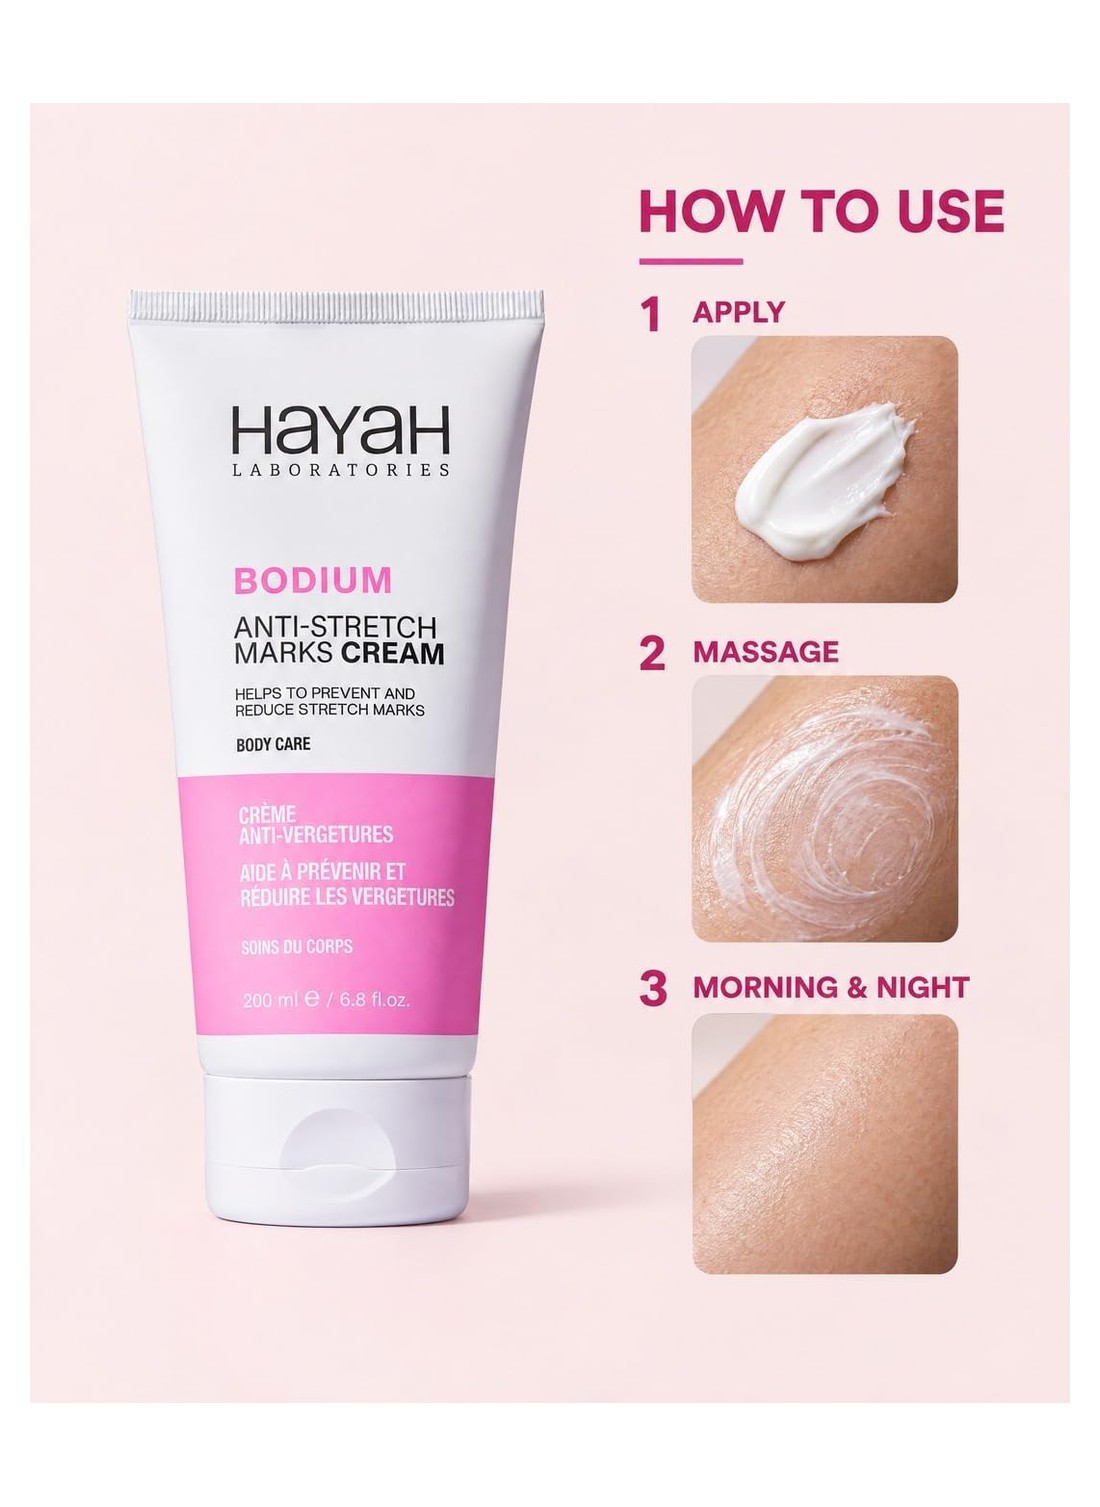 HAYAH
LABORATORIES
BODIUM
ANTI-STRETCH
MARKS CREAM
HELPS TO PREVENT AND
REDUCE STRETCH MARKS
BODY CARE
CRÈME
ANTI-VERGETURES
AIDE À PRÉVENIR ET
RÉDUIRE LES VERGETURES
SOINS DU CORPS
200 ml ℮ / 6.8 fl.oz.
HOW TO USE
1 APPLY
2 MASSAGE
3 MORNING & NIGHT